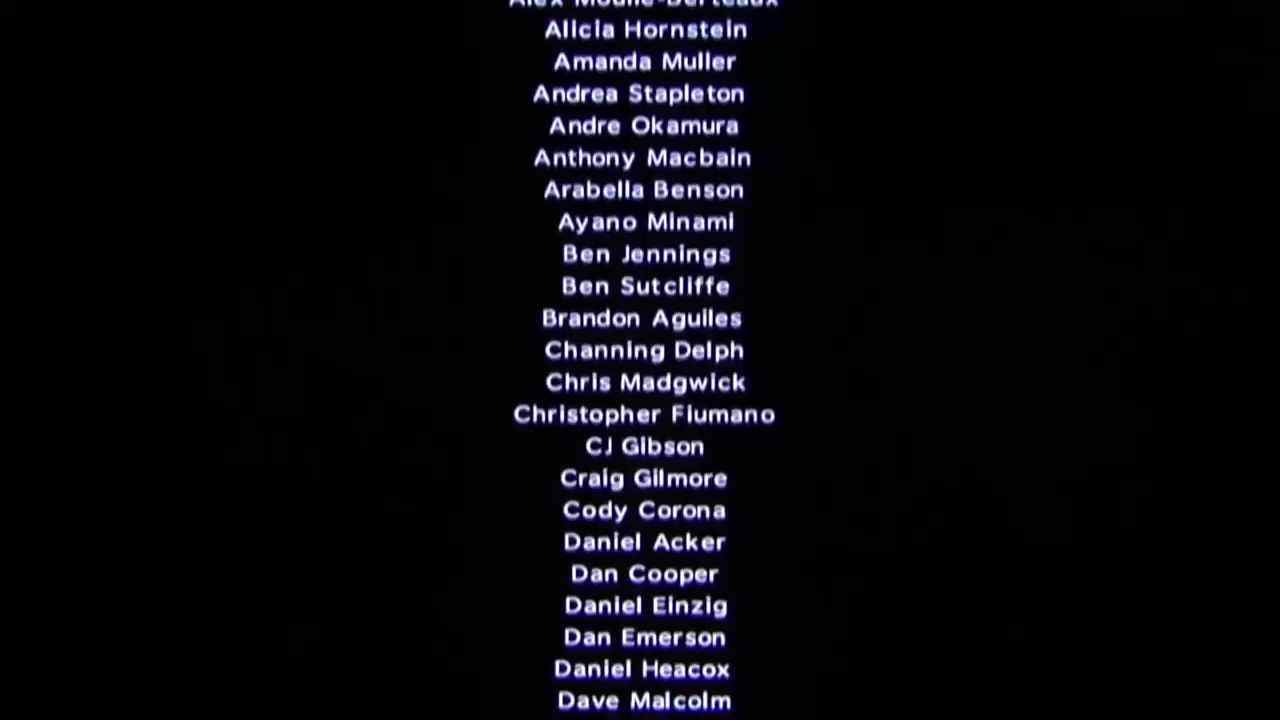 Alicia Hornstein
Amanda Muller
Andrea Stapleton
Andre Okamura
Anthony Macbain
Arabella Benson
Ayano Minami
Ben Jennings
Ben Sutcliffe
Brandon Aguiles
Channing Delph
Chris Madgwick
Christopher Fiumano
CJ Gibson
Craig Gilmore
Cody Corona
Daniel Acker
Dan Cooper
Daniel Einzig
Dan Emerson
Daniel Heacox
Dave Malcolm